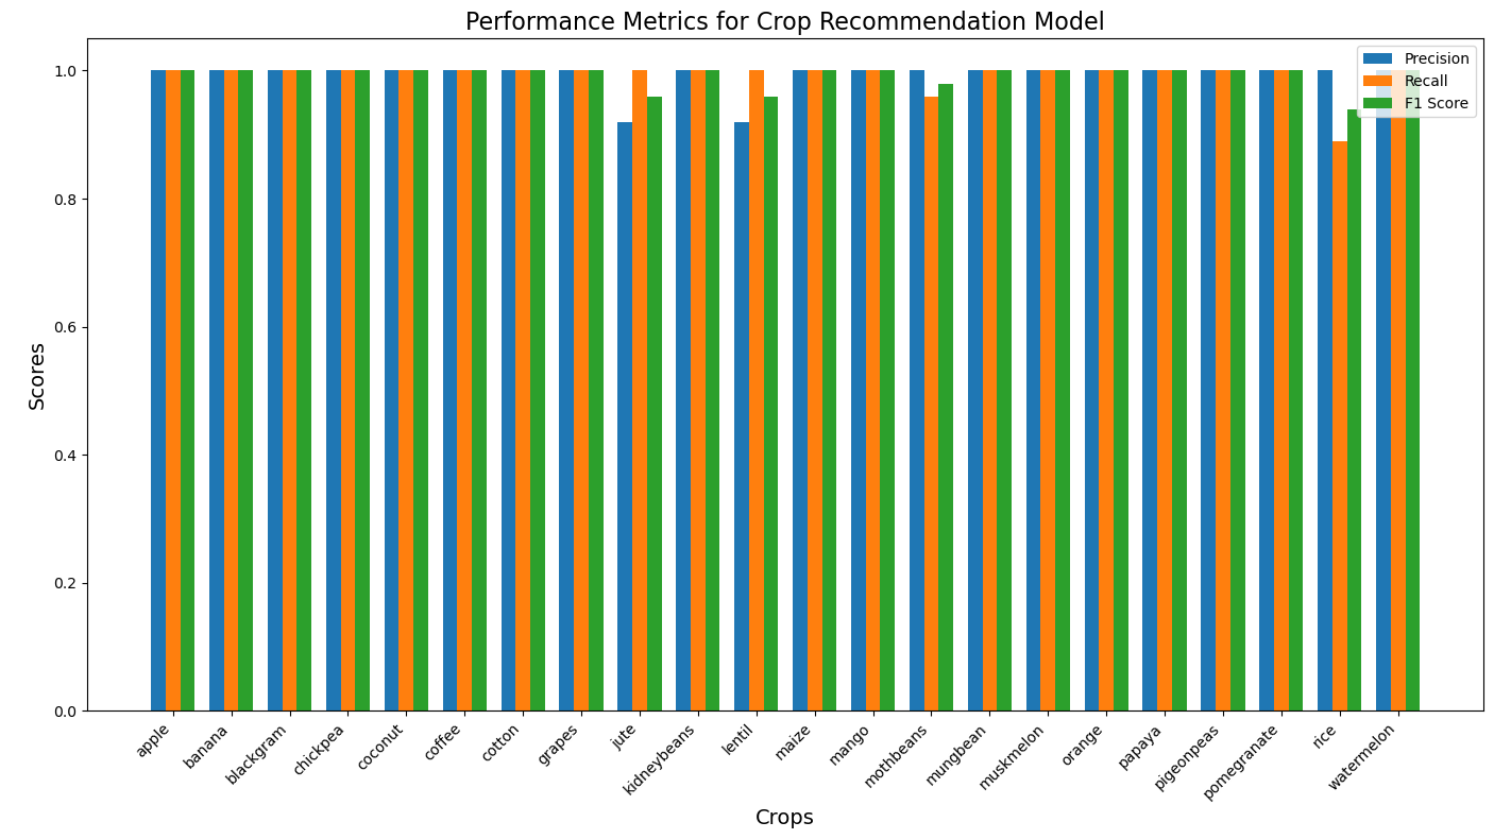 Performance Metrics for Crop Recommendation Model
Precision
Recall
F1 Score
1.0
0.8
0.6
0.4
0.2
0.0
Scores
apple
banana
blackgram
chickpea
coconut
coffee
cotton
grapes
jute
kidneybeans
lentil
maize
mango
mothbeans
mungbean
muskmelon
orange
papaya
pigeonpeas
pomegranate
rice
watermelon
Crops